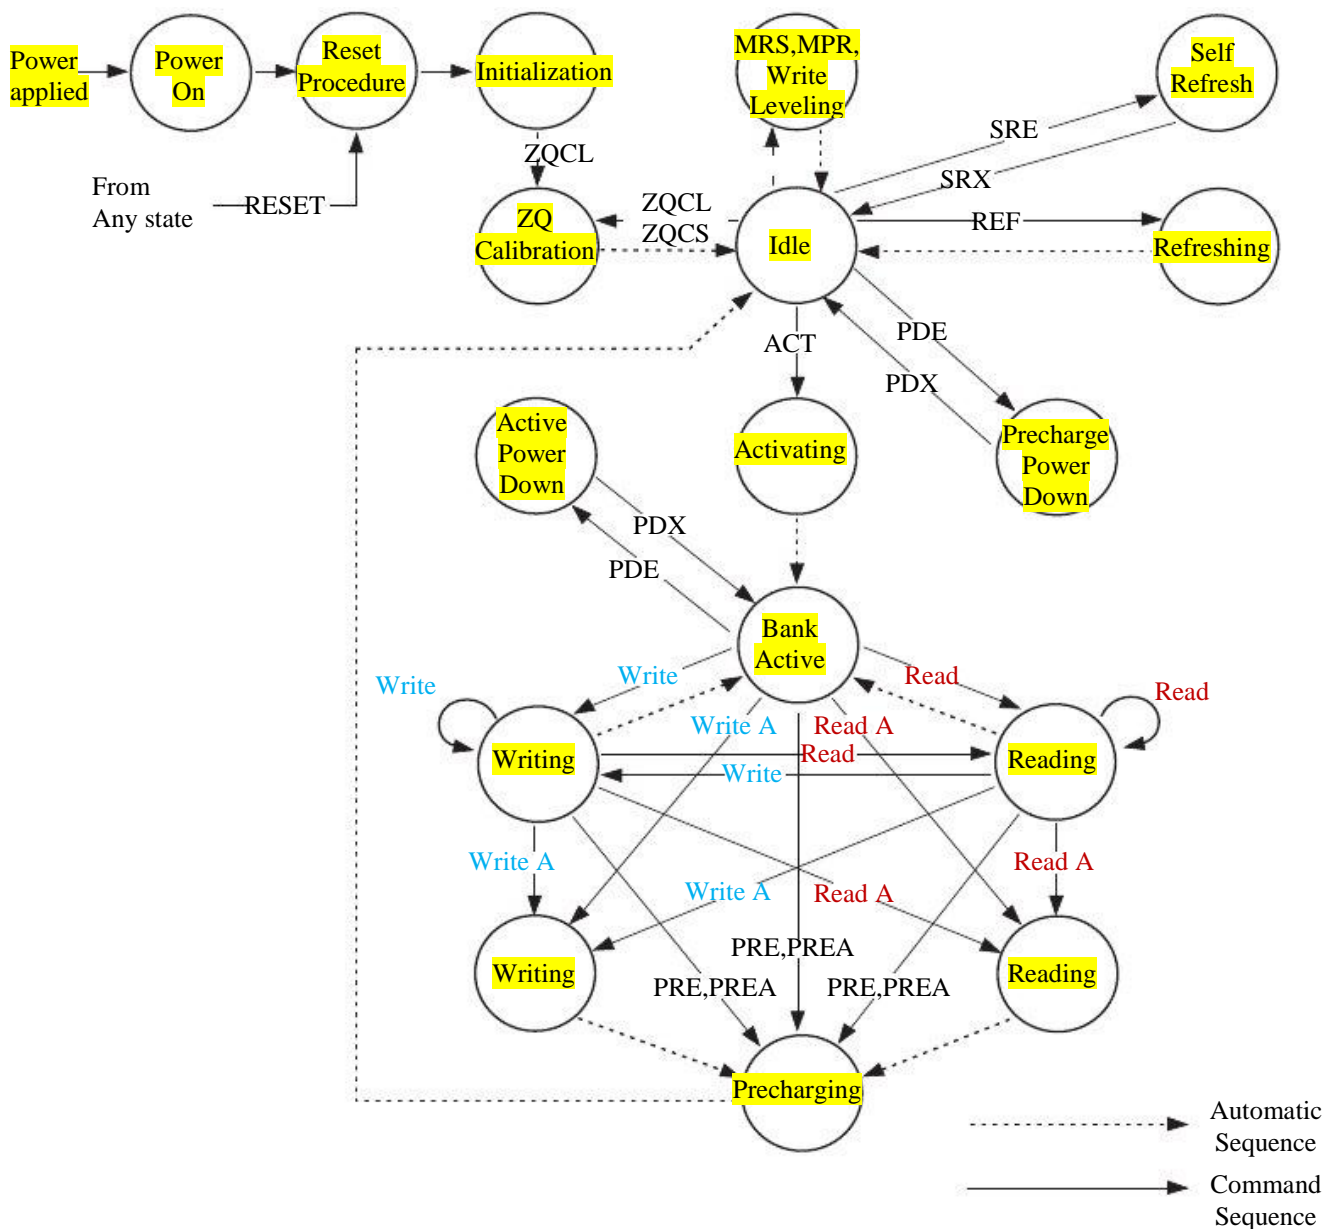 Power
applied
Power
On
Reset
Procedure
Initialization
MRS,MPR,
Write
Leveling
Self
Refresh
ZQCL
SRE
SRX
From
Any state
RESET
ZQ
Calibration
ZQCL
ZQCS
Idle
REF
Refreshing
ACT
PDE
PDX
Active
Power
Down
Activating
Precharge
Power
Down
PDX
PDE
Bank
Active
Write
Write
Read
Read
Write A
Read A
Writing
Read
Write
Reading
Write A
Write A
Read A
Read A
Writing
PRE,PREA
PRE,PREA
PRE,PREA
Reading
Precharging
Automatic
Sequence
Command
Sequence